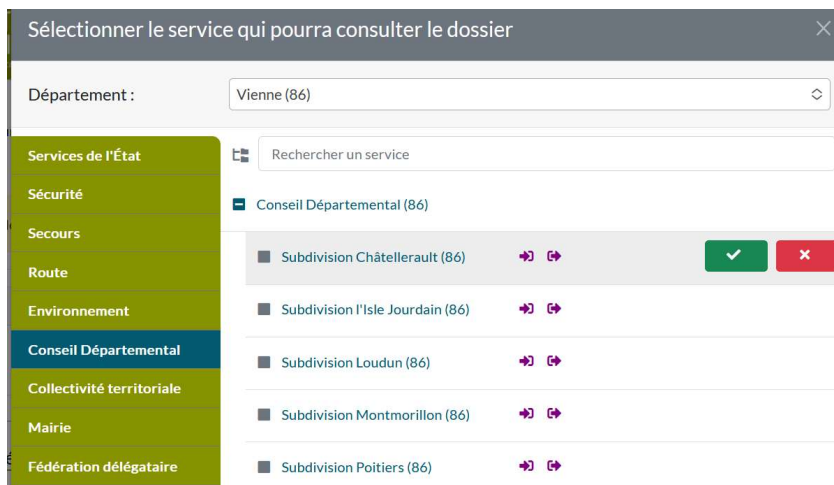 Sélectionner le service qui pourra consulter le dossier
Département :
Vienne (86)
Services de l'État
Sécurité
Secours
Route
Environnement
Conseil Départemental
Collectivité territoriale
Mairie
Fédération délégataire
Rechercher un service
Conseil Départemental (86)
Subdivision Châtellerault (86)
Subdivision l'Isle Jourdain (86)
Subdivision Loudun (86)
Subdivision Montmorillon (86)
Subdivision Poitiers (86)